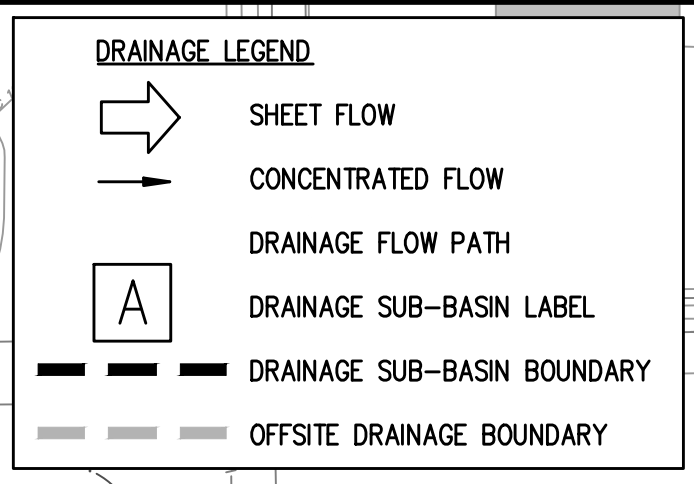 DRAINAGE LEGEND
SHEET FLOW
CONCENTRATED FLOW
DRAINAGE FLOW PATH
A DRAINAGE SUB-BASIN LABEL
DRAINAGE SUB-BASIN BOUNDARY
OFFSITE DRAINAGE BOUNDARY